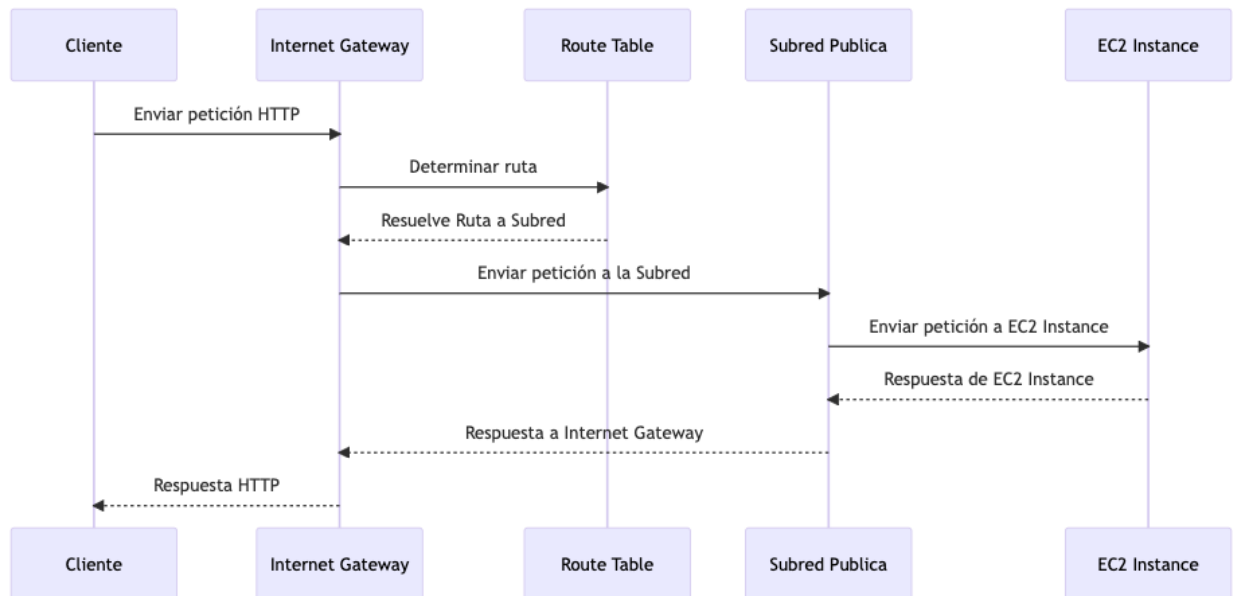 Cliente
Internet Gateway
Route Table
Subred Publica
EC2 Instance
Enviar petición HTTP
Determinar ruta
Resuelve Ruta a Subred
Enviar petición a la Subred
Enviar petición a EC2 Instance
Respuesta de EC2 Instance
Respuesta a Internet Gateway
Respuesta HTTP
Cliente
Internet Gateway
Route Table
Subred Publica
EC2 Instance